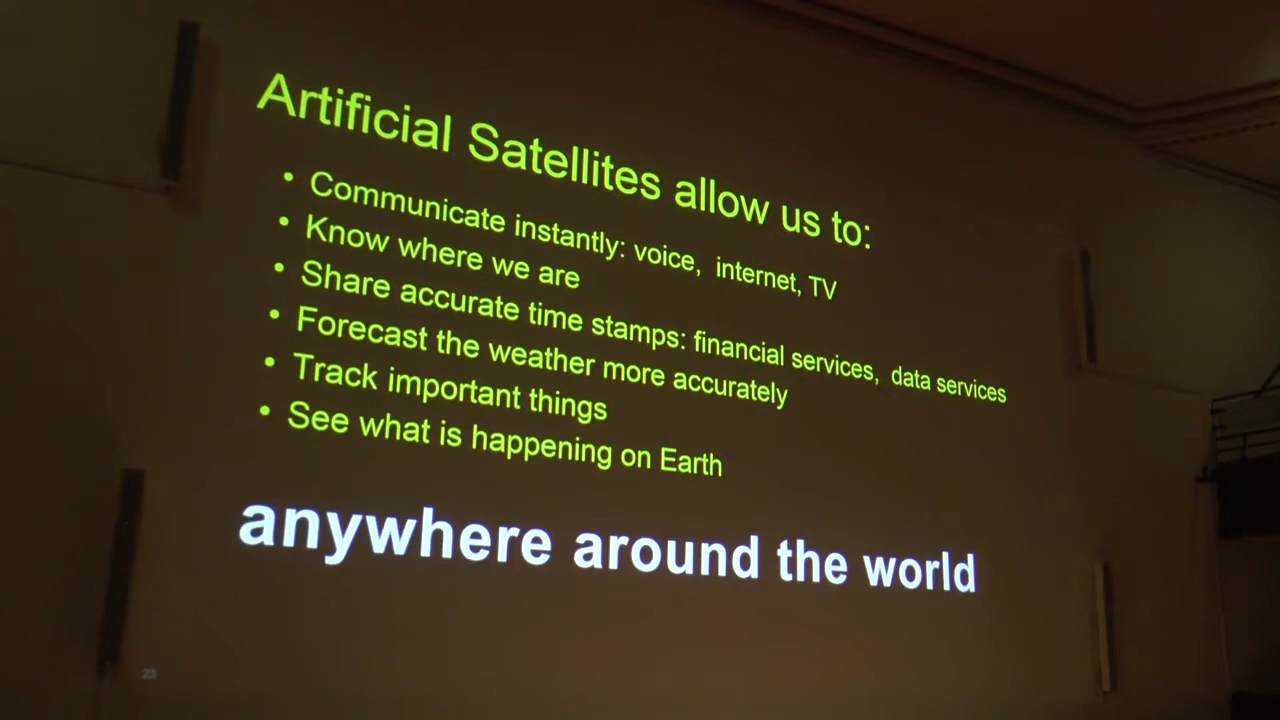 Artificial Satellites allow us to:
• Communicate instantly: voice, internet, TV
• Know where we are
• Share accurate time stamps: financial services, data services
• Forecast the weather more accurately
• Track important things
• See what is happening on Earth
anywhere around the world
23